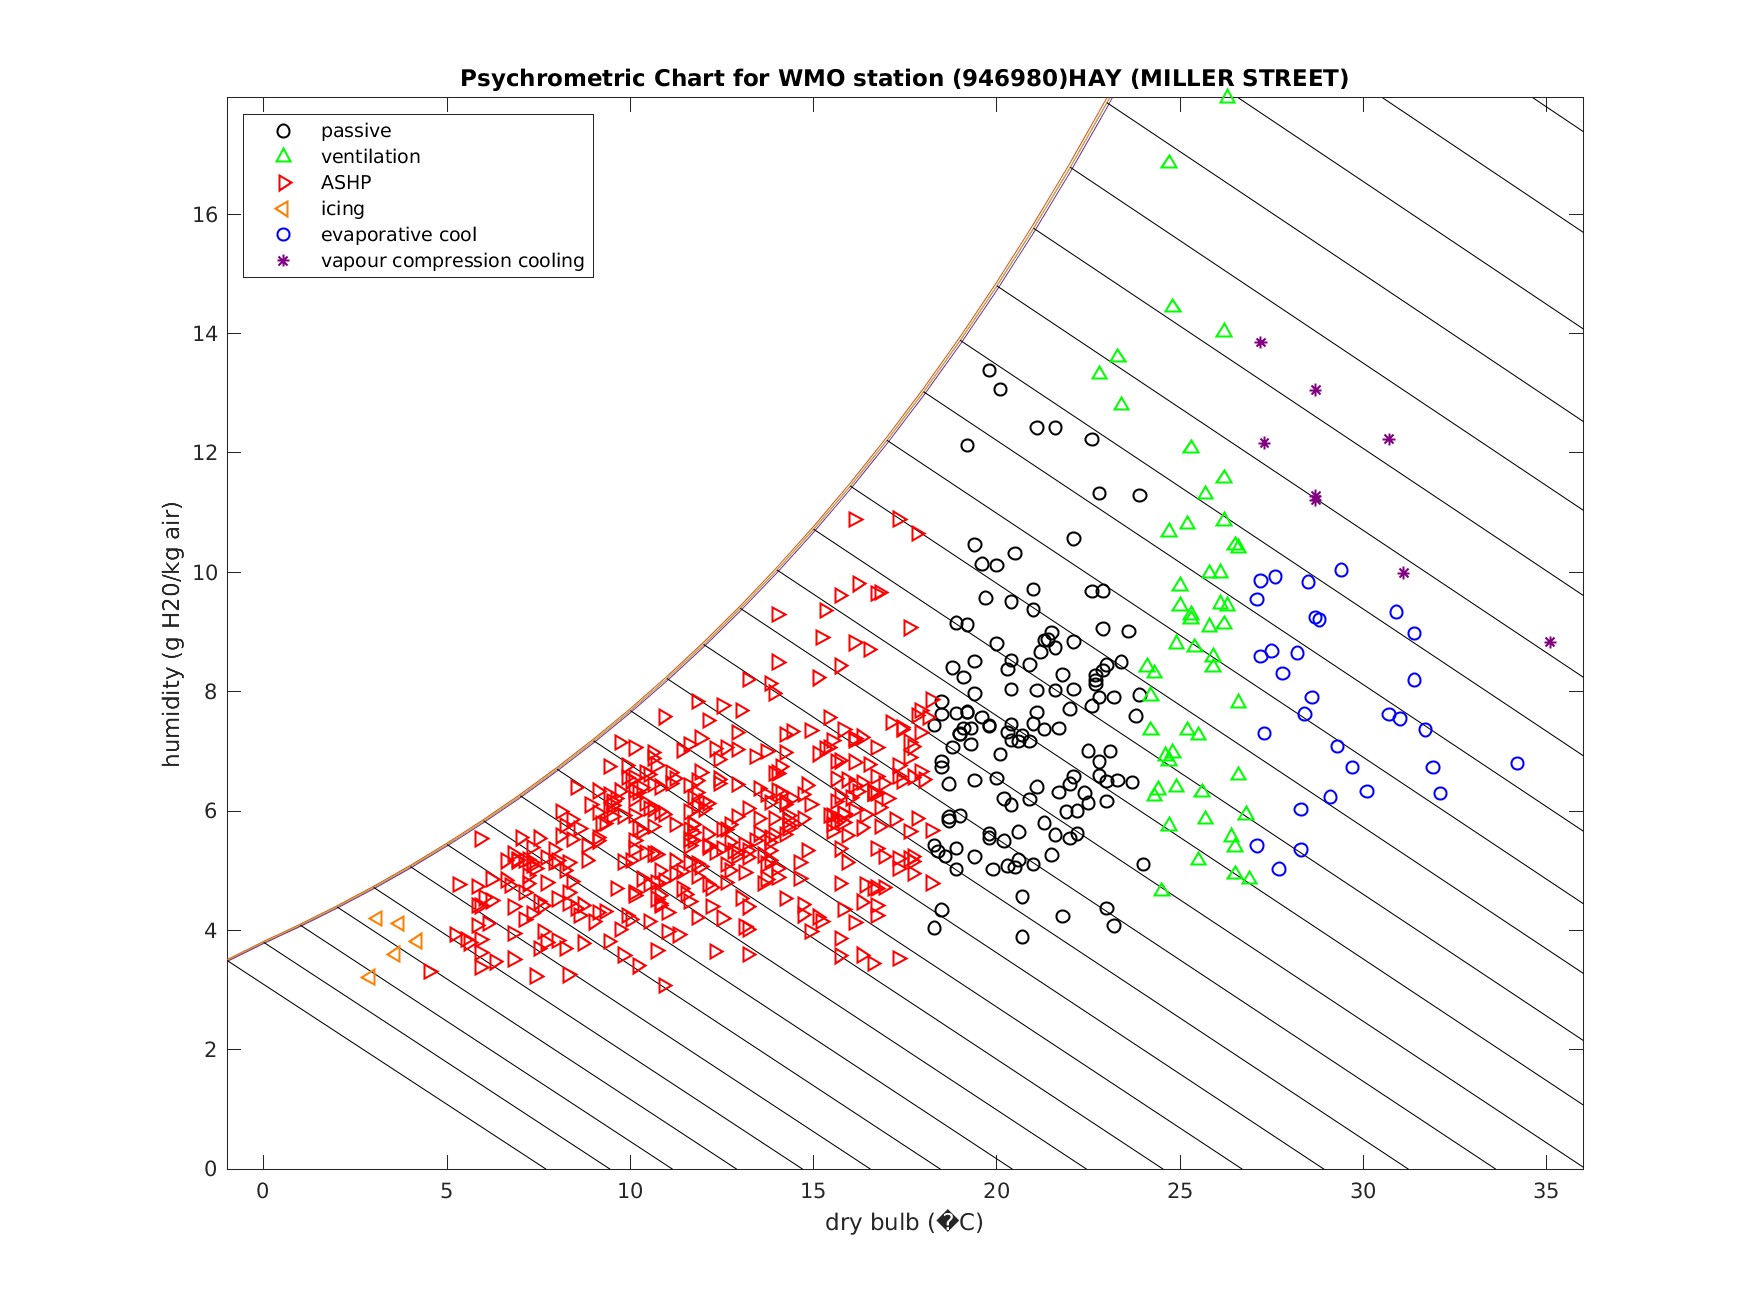 Psychrometric Chart for WMO station (946980)HAY (MILLER STREET)
passive
ventilation
ASHP
icing
evaporative cool
vapour compression cooling
16
14
12
10
8
6
4
2
0
humidity (g H20/kg air)
0 5 10 15 20 25 30 35
dry bulb (�C)